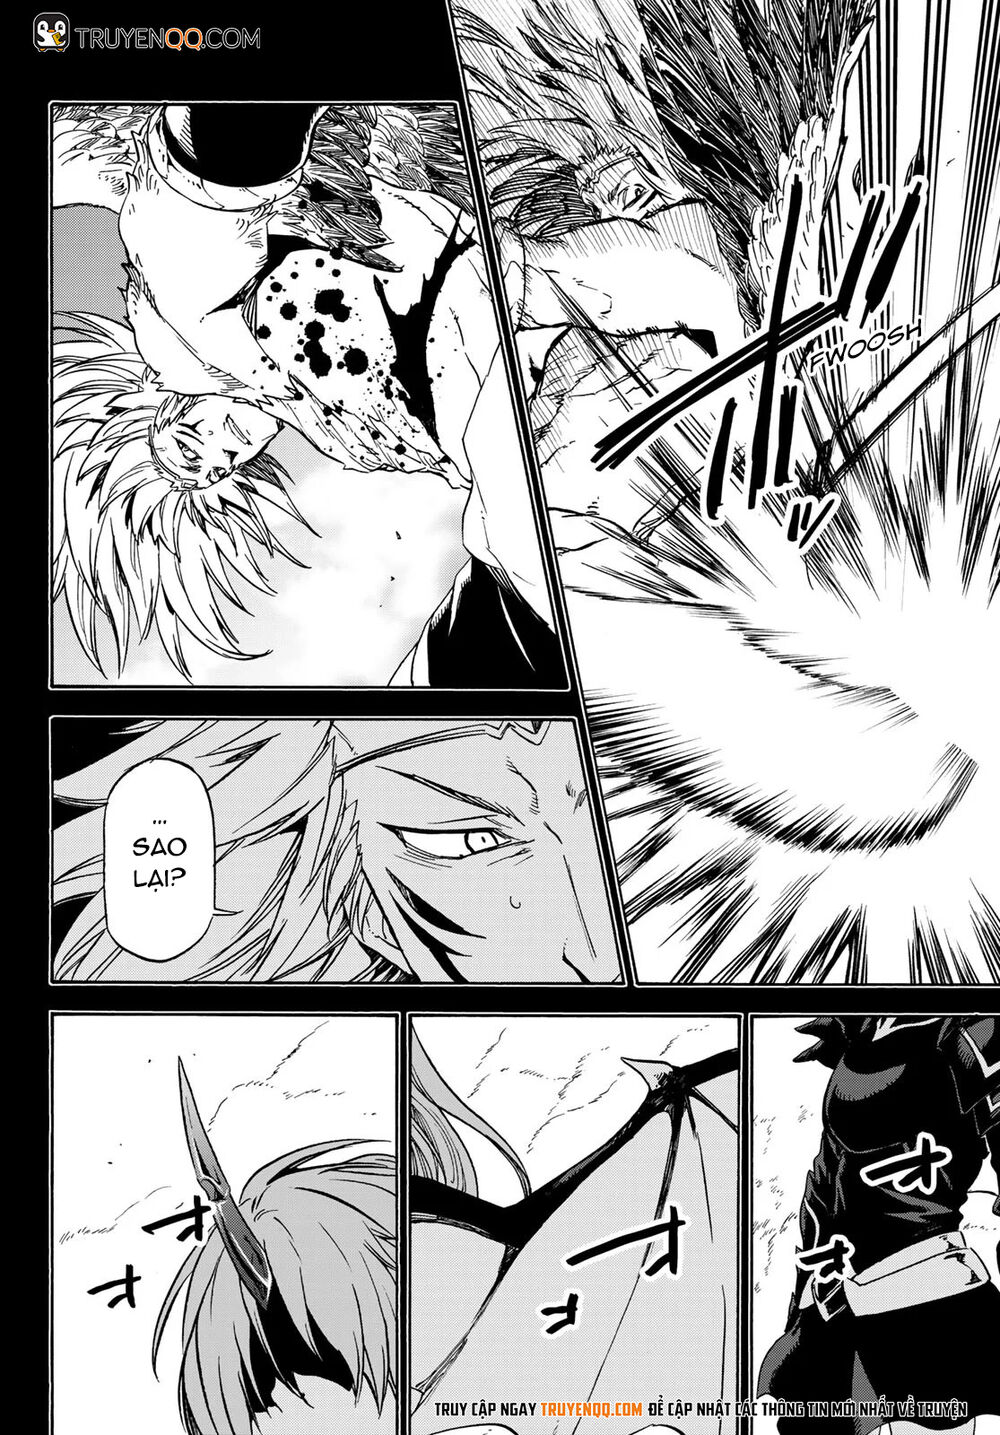 TRUYENQQ.COM
FWOOSH
...
SAO
LẠI?
オオ
オオ
オオ
TRUY CẬP NGAY TRUYENQQ.COM ĐỂ CẬP NHẬT CÁC THÔNG TIN MỚI NHẤT VỀ TRUYỆN